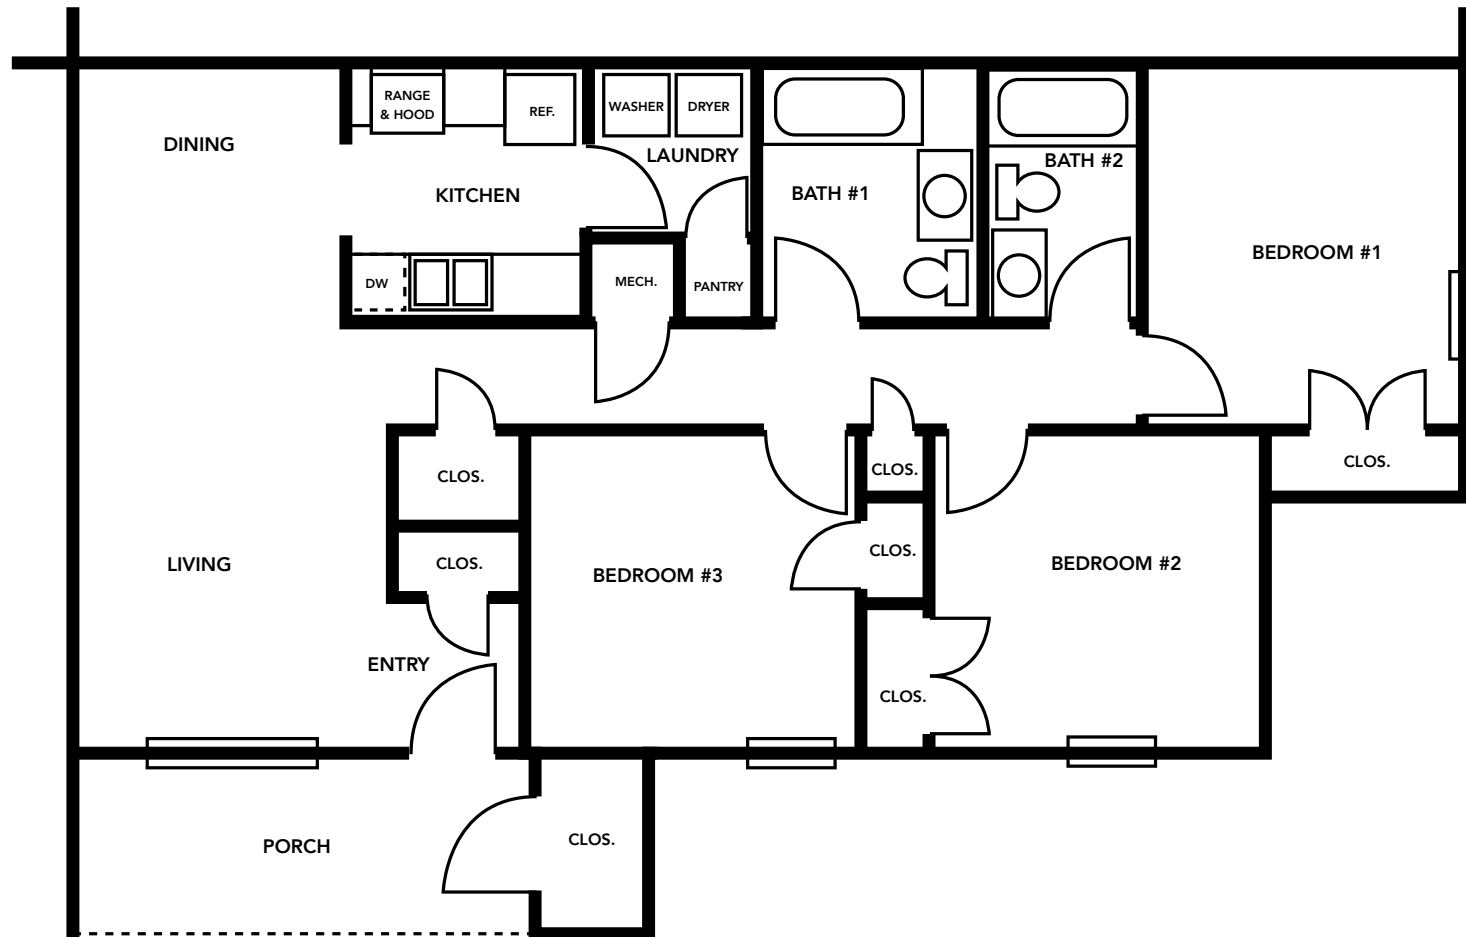 RANGE
& HOOD
REF.
WASHER
DRYER
DINING
LAUNDRY
BATH #2
KITCHEN
BATH #1
BEDROOM #1
DW
MECH.
PANTRY
CLOS.
CLOS.
CLOS.
CLOS.
CLOS.
LIVING
BEDROOM #3
BEDROOM #2
ENTRY
CLOS.
PORCH
CLOS.